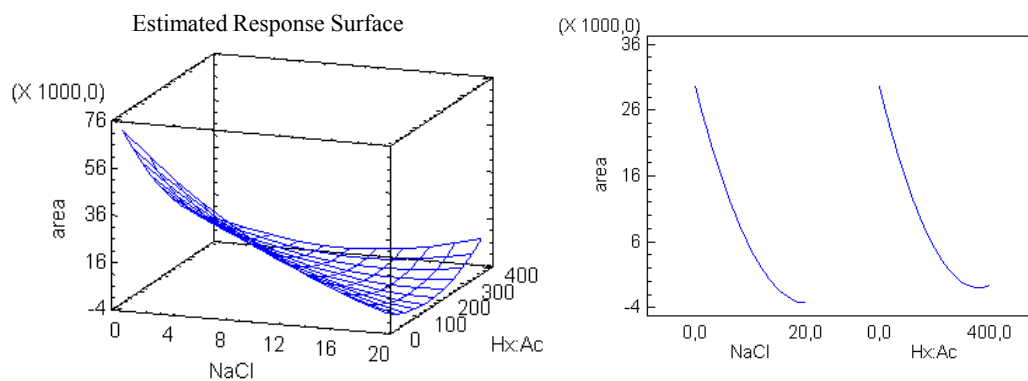 Estimated Response Surface
(X 1000,0)
76
56
36
16
-4
area
0
4
8
12
16
20
NaCl
0
100
200
300
400
Hx:Ac
(X 1000,0)
36
26
16
6
-4
area
0,0
20,0
0,0
400,0
NaCl
Hx:Ac